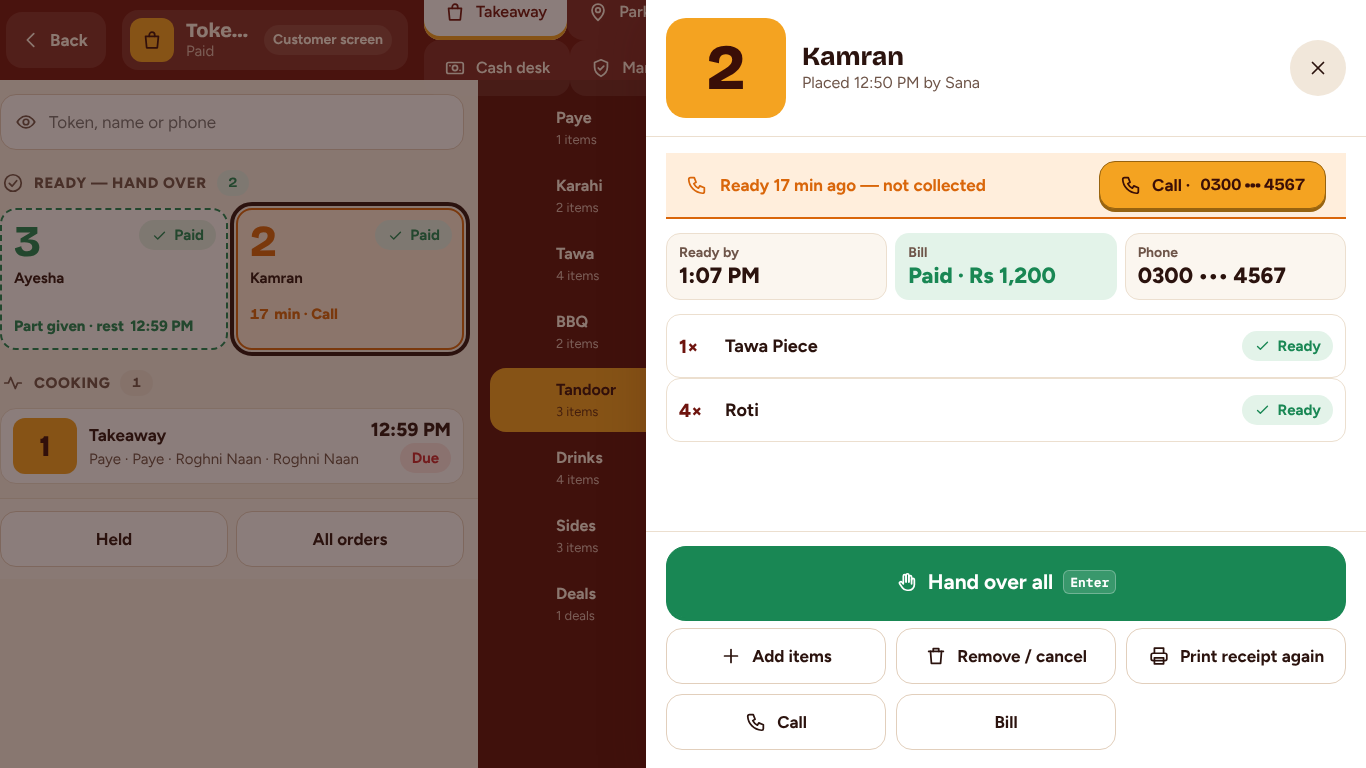 Back
Toke...
Paid
Customer screen
Takeaway
Cash desk
Token, name or phone
READY — HAND OVER 2
3
Paid
Ayesha
Part given · rest 12:59 PM
2
Paid
Kamran
17 min · Call
COOKING 1
1
Takeaway
Paye · Paye · Roghni Naan · Roghni Naan
12:59 PM
Due
Held
All orders
Paye
1 items
Karahi
2 items
Tawa
4 items
BBQ
2 items
Tandoor
3 items
Drinks
4 items
Sides
3 items
Deals
1 deals
2
Kamran
Placed 12:50 PM by Sana
Ready 17 min ago — not collected
Call · 0300 ••• 4567
Ready by
1:07 PM
Bill
Paid · Rs 1,200
Phone
0300 ••• 4567
1× Tawa Piece Ready
4× Roti Ready
Hand over all Enter
Add items
Remove / cancel
Print receipt again
Call
Bill